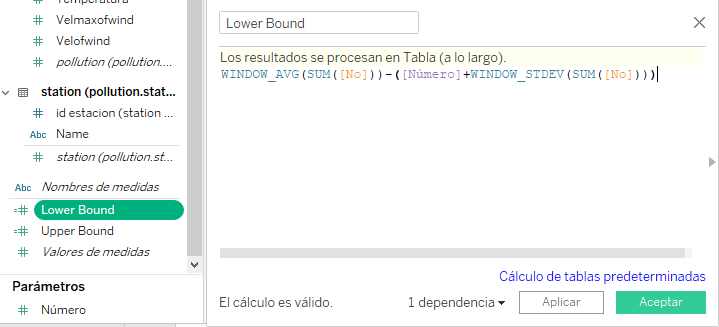 Temperatura
Velmaxofwind
Velofwind
pollution (pollution....
station (pollution.stat...
id estacion (station ...
Abc Name
station (pollution.st...
Abc Nombres de medidas
=# Lower Bound
=# Upper Bound
Valores de medidas
Parámetros
Número
Lower Bound
Los resultados se procesan en Tabla (a lo largo).
WINDOW_AVG(SUM([No]))-([Número]+WINDOW_STDEV(SUM([No])))
Cálculo de tablas predeterminadas
El cálculo es válido.
1 dependencia
Aplicar
Aceptar